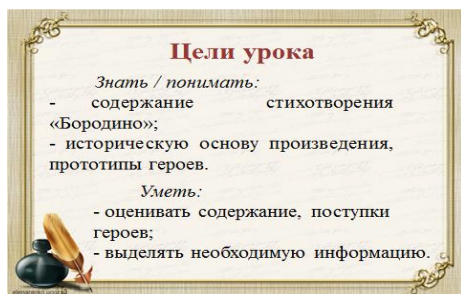 Цели урока
Знать / понимать:
- содержание стихотворения
«Бородино»;
- историческую основу произведения,
прототипы героев.
Уметь:
- оценивать содержание, поступки
героев;
- выделять необходимую информацию.